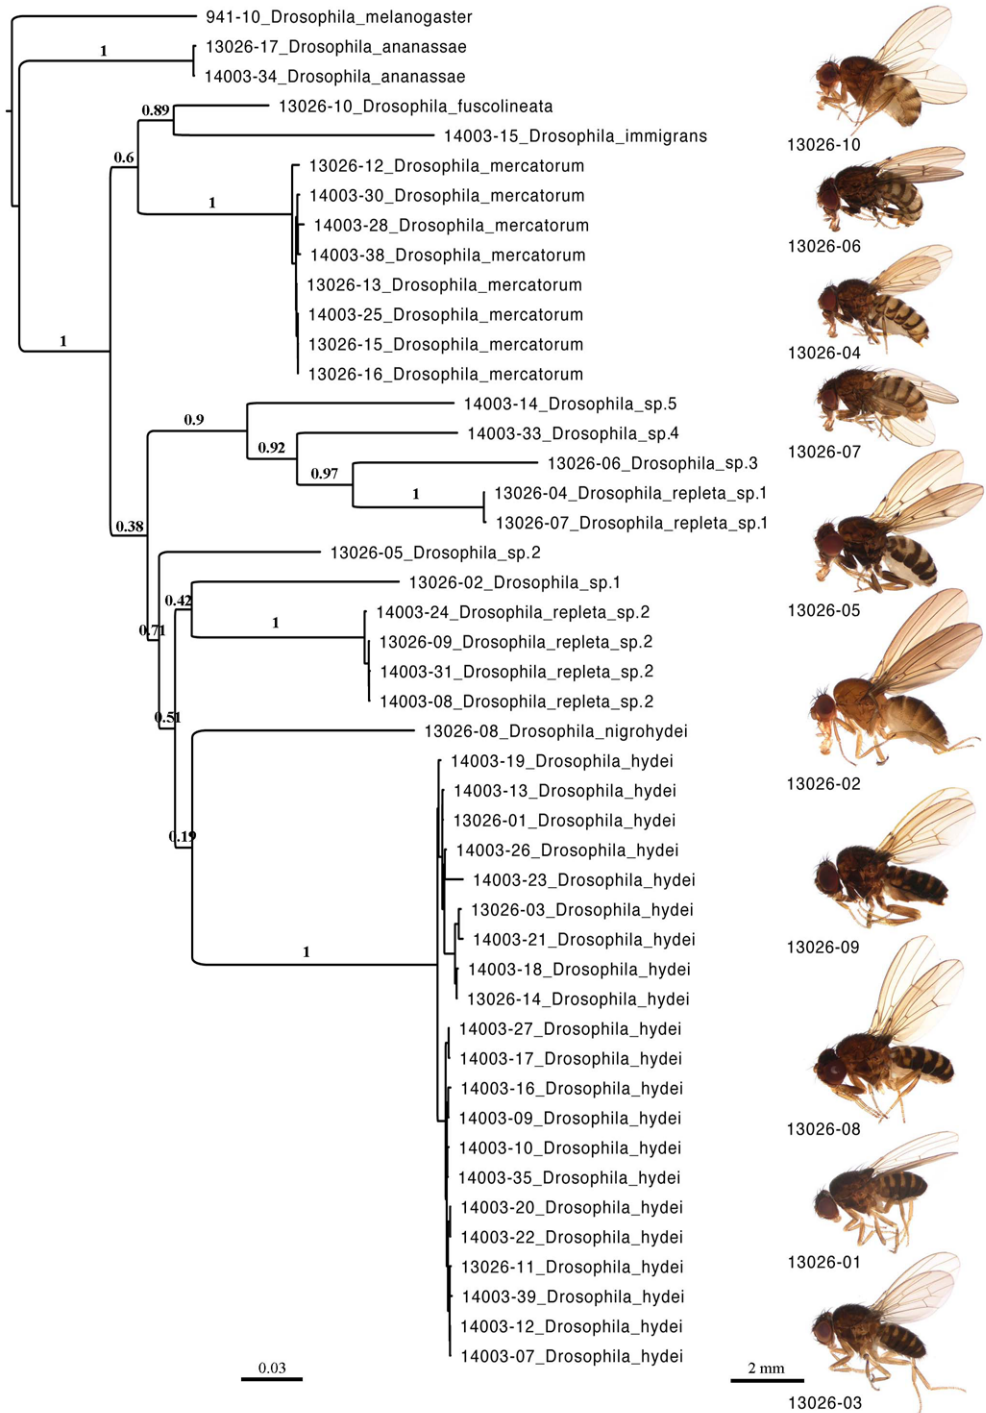 941-10_Drosophila_melanogaster
1
13026-17_Drosophila_ananassae
14003-34_Drosophila_ananassae
0.89
13026-10_Drosophila_fuscolineata
14003-15_Drosophila_immigrans
0.6
13026-12_Drosophila_mercatorum
14003-30_Drosophila_mercatorum
1
14003-28_Drosophila_mercatorum
14003-38_Drosophila_mercatorum
13026-13_Drosophila_mercatorum
14003-25_Drosophila_mercatorum
1
13026-15_Drosophila_mercatorum
13026-16_Drosophila_mercatorum
14003-14_Drosophila_sp.5
0.9
14003-33_Drosophila_sp.4
0.92
13026-06_Drosophila_sp.3
0.97
13026-04_Drosophila_repleta_sp.1
1
13026-07_Drosophila_repleta_sp.1
0.38
13026-05_Drosophila_sp.2
13026-02_Drosophila_sp.1
0.42
14003-24_Drosophila_repleta_sp.2
1
0.71
13026-09_Drosophila_repleta_sp.2
14003-31_Drosophila_repleta_sp.2
14003-08_Drosophila_repleta_sp.2
0.51
13026-08_Drosophila_nigrohydei
14003-19_Drosophila_hydei
14003-13_Drosophila_hydei
13026-01_Drosophila_hydei
0.19
14003-26_Drosophila_hydei
14003-23_Drosophila_hydei
13026-03_Drosophila_hydei
14003-21_Drosophila_hydei
1
14003-18_Drosophila_hydei
13026-14_Drosophila_hydei
14003-27_Drosophila_hydei
14003-17_Drosophila_hydei
14003-16_Drosophila_hydei
14003-09_Drosophila_hydei
14003-10_Drosophila_hydei
14003-35_Drosophila_hydei
14003-20_Drosophila_hydei
14003-22_Drosophila_hydei
13026-11_Drosophila_hydei
14003-39_Drosophila_hydei
14003-12_Drosophila_hydei
14003-07_Drosophila_hydei
0.03
13026-10
13026-06
13026-04
13026-07
13026-05
13026-02
13026-09
13026-08
13026-01
2 mm
13026-03